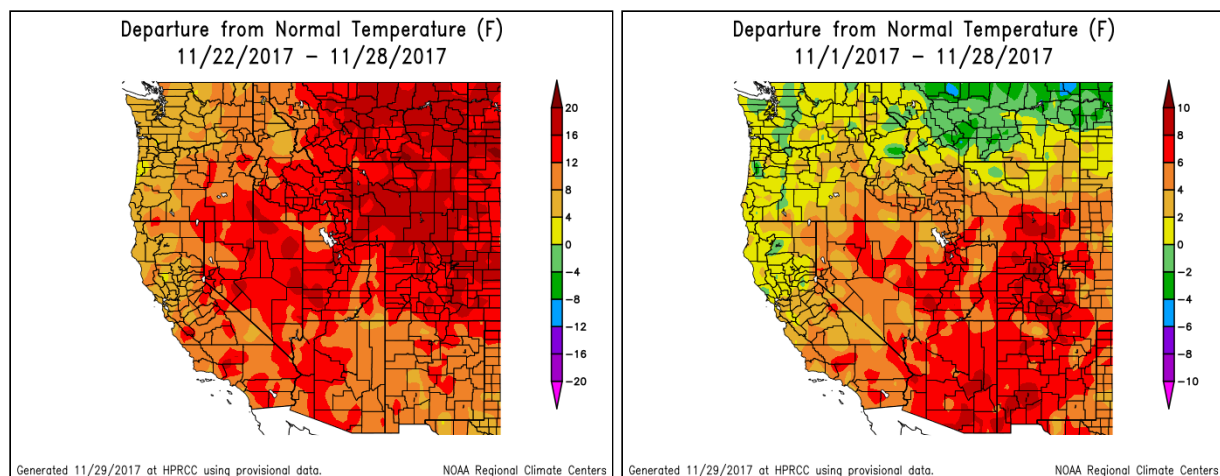 Departure from Normal Temperature (F)
11/22/2017 – 11/28/2017
20
16
12
8
4
0
−4
−8
−12
−16
−20
Generated 11/29/2017 at HPRCC using provisional data.
NOAA Regional Climate Centers
Departure from Normal Temperature (F)
11/1/2017 – 11/28/2017
10
8
6
4
2
0
−2
−4
−6
−8
−10
Generated 11/29/2017 at HPRCC using provisional data.
NOAA Regional Climate Centers